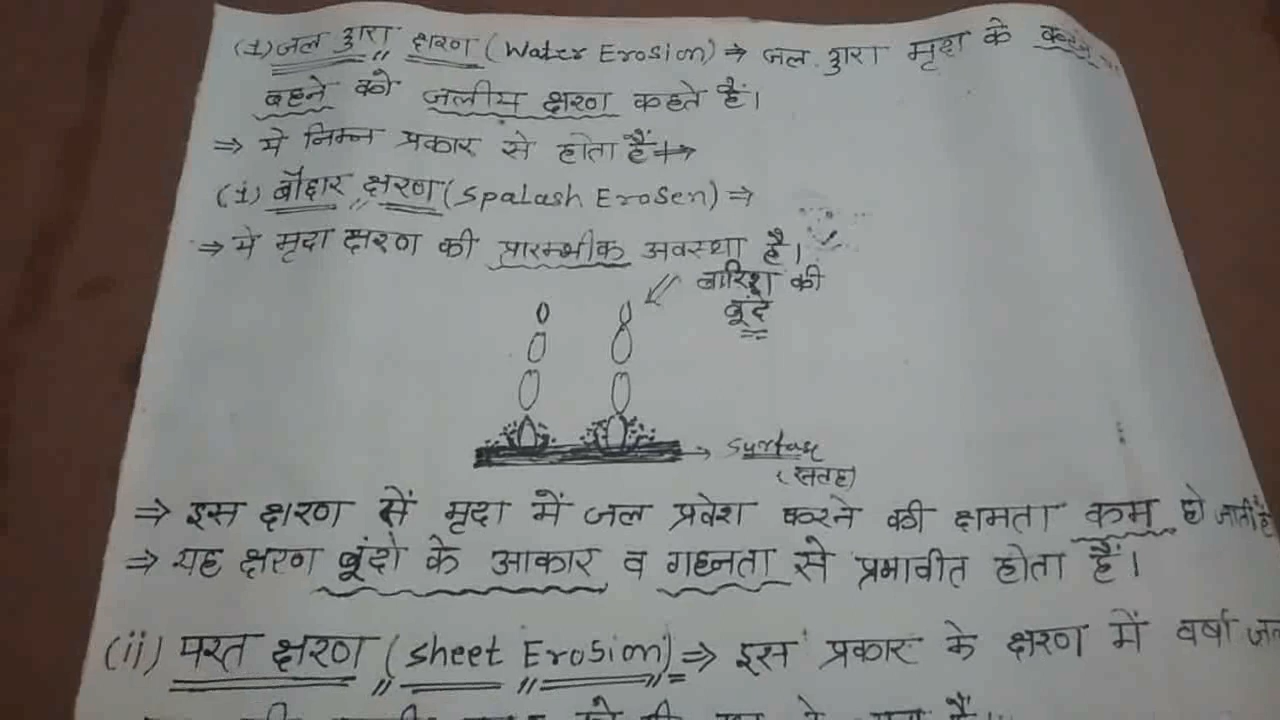 (1) जल द्वारा क्षरण (Water Erosion) ⇒ जल द्वारा मृदा के
बहने को जलीय क्षरण कहते हैं।
⇒ ये निम्न प्रकार से होता हैं →
(i) बौछार क्षरण (Spalash Erosen) ⇒
⇒ ये मृदा क्षरण की प्रारम्भीक अवस्था है।
बारिश की
बूंदे
Surfase
(सतह)
⇒ इस क्षरण सें मृदा में जल प्रवेश करने की क्षमता कम हो जाती है
⇒ यह क्षरण बूंदो के आकार व गहनता से प्रभावीत होता हैं।
(ii) परत क्षरण (Sheet Erosion) ⇒ इस प्रकार के क्षरण में वर्षा जल